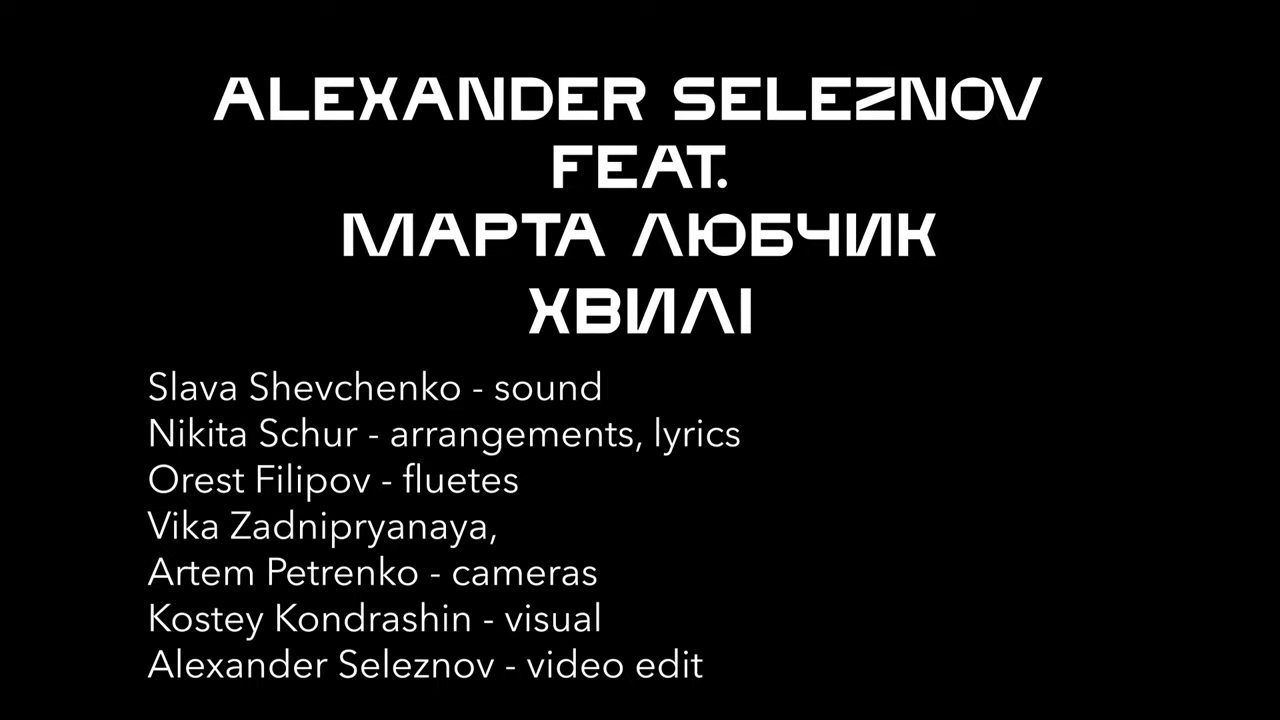 ALEXANDER SELEZNOV
FEAT.
МАРТА ЛЮБЧИК
ХВИЛІ
Slava Shevchenko - sound
Nikita Schur - arrangements, lyrics
Orest Filipov - fluetes
Vika Zadnipryanaya,
Artem Petrenko - cameras
Kostey Kondrashin - visual
Alexander Seleznov - video edit